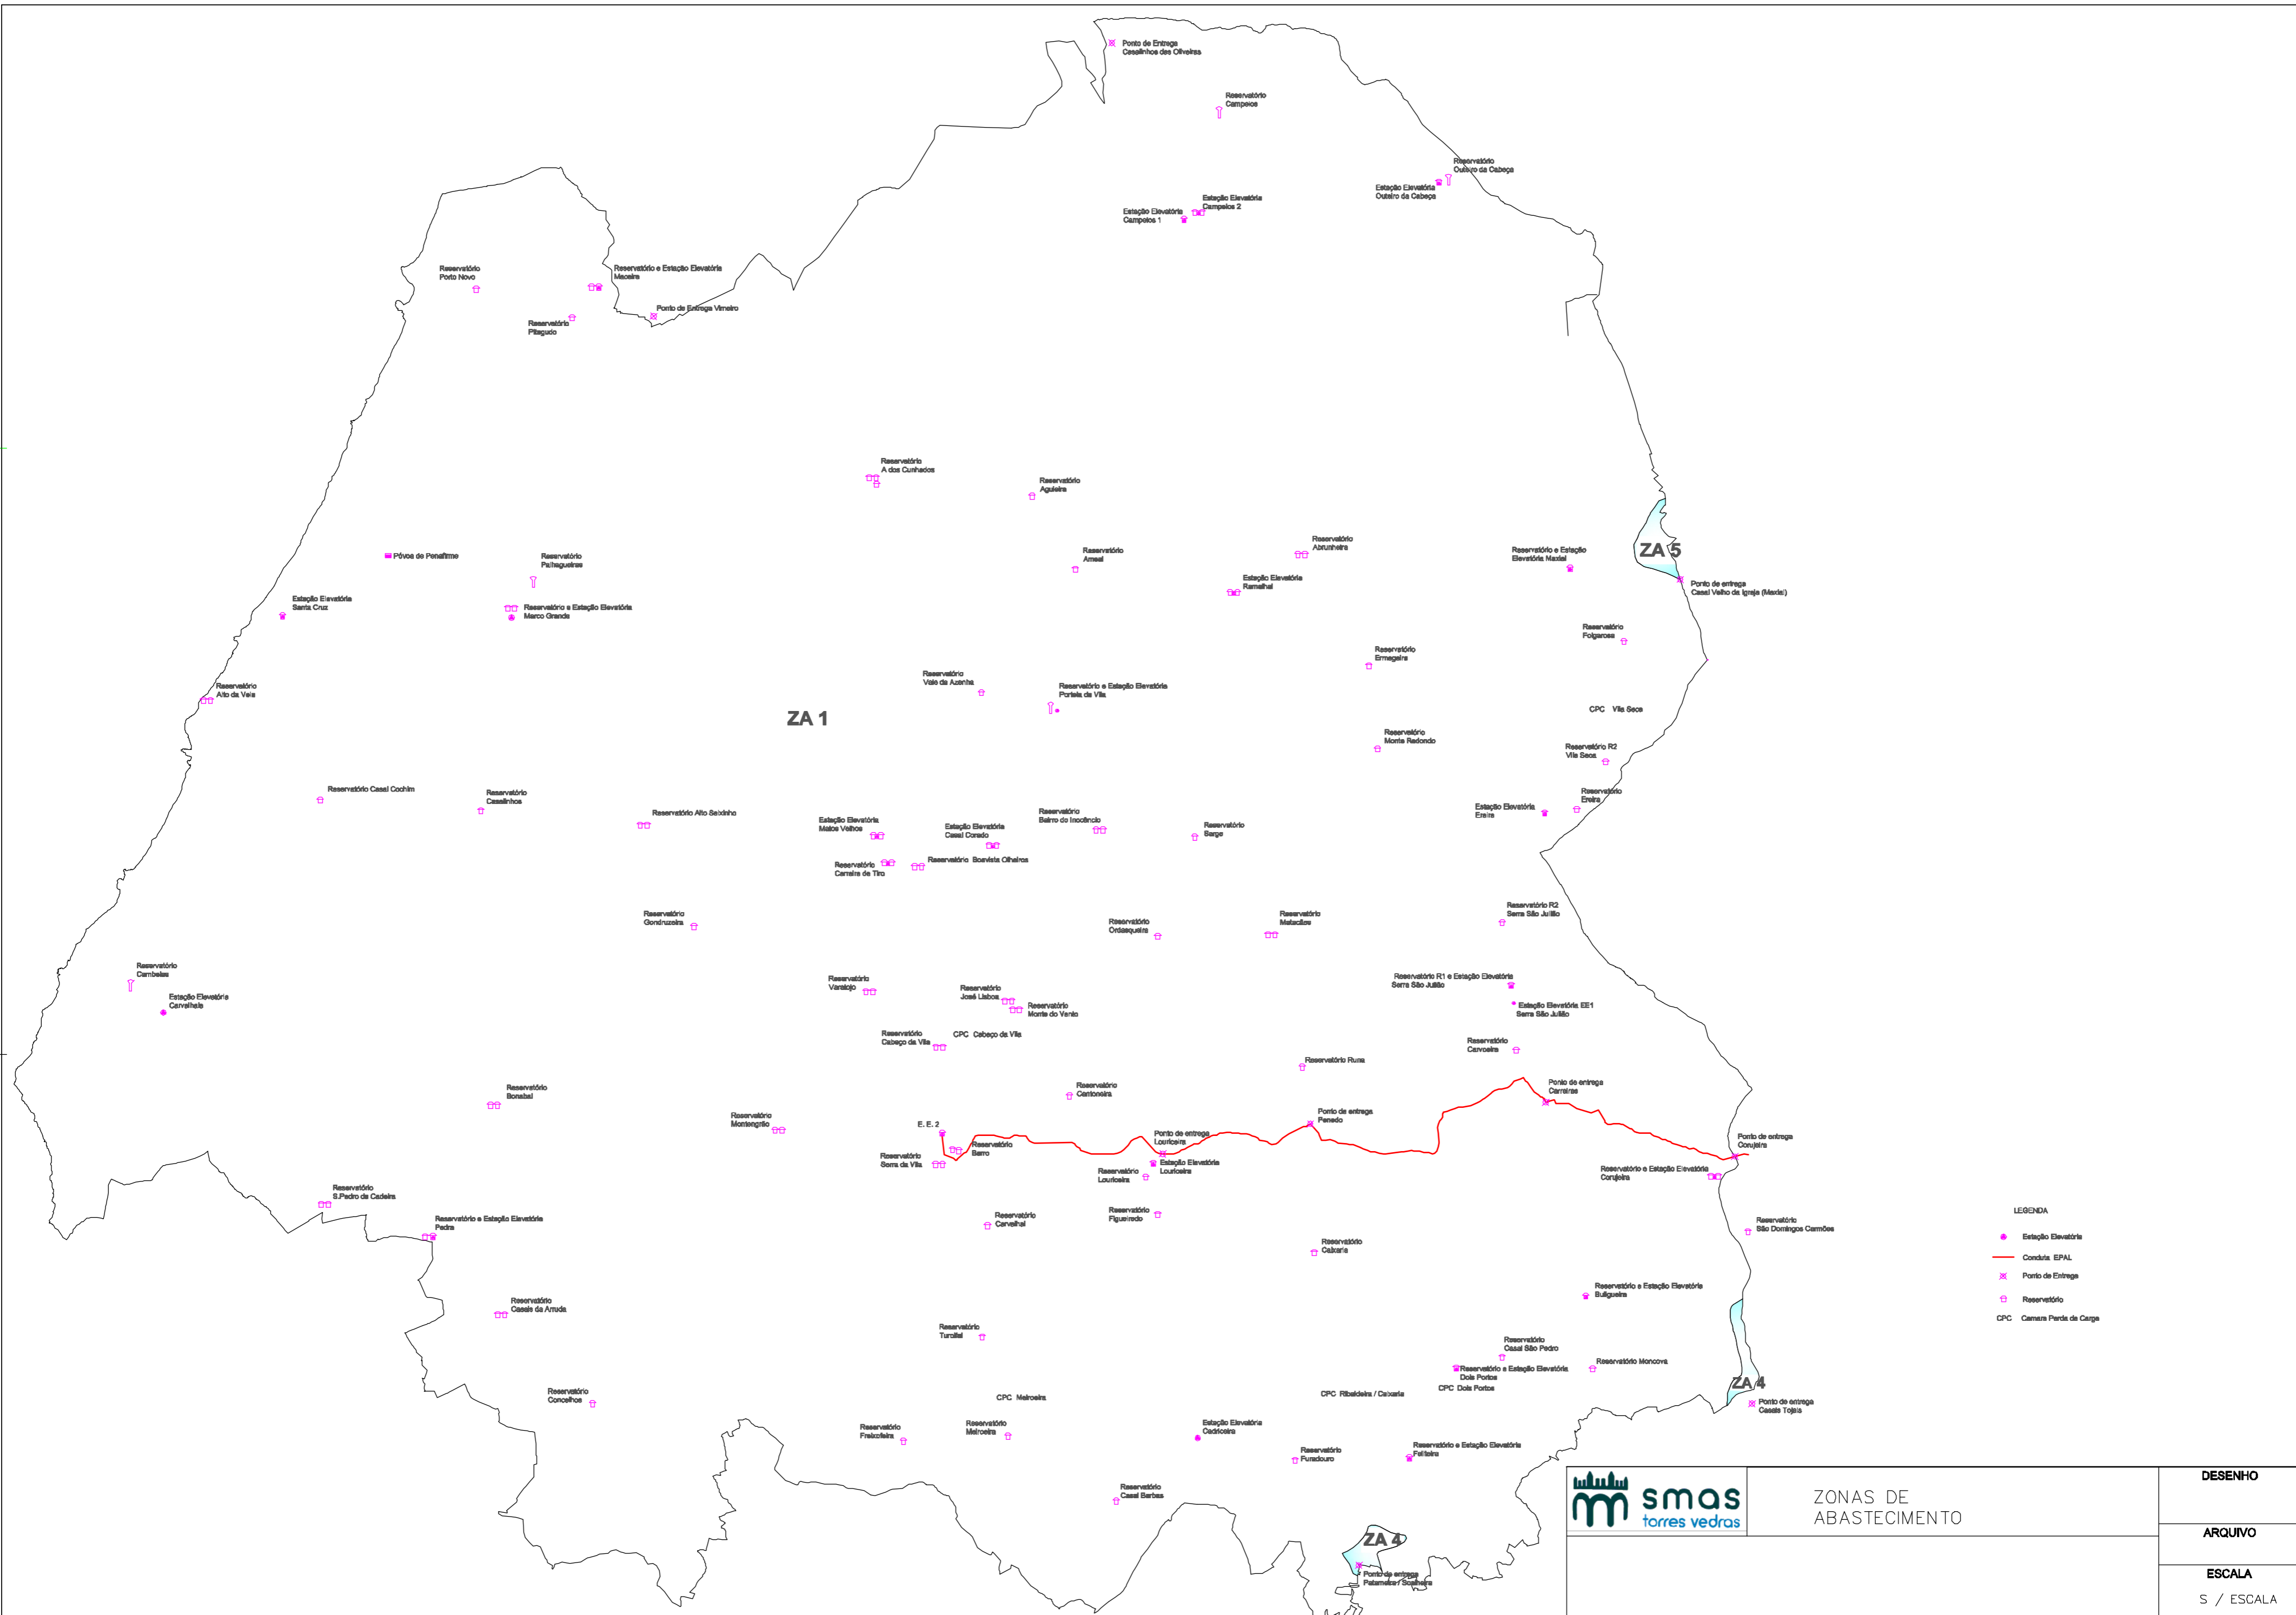 Ponto de Entrega
Casalinhos das Oliveiras
Reservatório
Campelos
Reservatório
Outeiro da Cabeça
Estação Elevatória
Outeiro da Cabeça
Estação Elevatória
Campelos 2
Estação Elevatória
Campelos 1
Reservatório
Porto Novo
Reservatório e Estação Elevatória
Maceira
Ponto de Entrega Vimeiro
Reservatório
Pitagudo
Reservatório
A dos Cunhados
Reservatório
Aguieira
Reservatório
Abrunheira
Reservatório
Ameal
Reservatório e Estação
Elevatória Maxial
ZA 5
Ponto de entrega
Casal Velho da Igreja (Maxial)
Póvoa de Penafirme
Reservatório
Palhagueiras
Estação Elevatória
Ramalhal
Estação Elevatória
Santa Cruz
Reservatório e Estação Elevatória
Marco Grande
Reservatório
Folgarosa
Reservatório
Ermegeira
Reservatório
Alto da Vela
Reservatório
Vale da Azenha
Reservatório e Estação Elevatória
Portela da Vila
ZA 1
CPC Vila Seca
Reservatório
Monte Redondo
Reservatório R2
Vila Seca
Reservatório Casal Cochim
Reservatório
Casalinhos
Reservatório Alto Seixinho
Estação Elevatória
Matos Velhos
Estação Elevatória
Casal Corado
Reservatório
Bairro do Inocêncio
Reservatório
Sarge
Estação Elevatória
Ereira
Reservatório
Ereira
Reservatório
Carreira de Tiro
Reservatório Boavista Olheiros
Reservatório
Gondruzeira
Reservatório
Ordasqueira
Reservatório
Matacães
Reservatório R2
Serra São Julião
Reservatório
Cambelas
Estação Elevatória
Carvalhais
Reservatório
Varatojo
Reservatório
José Lisboa
Reservatório
Monte do Vento
Reservatório R1 e Estação Elevatória
Serra São Julião
Estação Elevatória EE1
Serra São Julião
Reservatório
Cabeço da Vila
CPC Cabeço da Vila
Reservatório
Carvoeira
Reservatório Runa
Reservatório
Bonabal
Reservatório
Cantoneira
Ponto de entrega
Carreiras
Reservatório
Montengrão
E. E. 2
Ponto de entrega
Penedo
Ponto de entrega
Louriceira
Reservatório
Barro
Reservatório
Serra da Vila
Estação Elevatória
Louriceira
Reservatório
Louriceira
Ponto de entrega
Corujeira
Reservatório e Estação Elevatória
Corujeira
Reservatório
S.Pedro da Cadeira
Reservatório e Estação Elevatória
Pedra
Reservatório
Carvalhal
Reservatório
Figueiredo
Reservatório
São Domingos Carmões
Reservatório
Caixaria
Reservatório e Estação Elevatória
Buligueira
Reservatório
Casais da Arruda
Reservatório
Turcifal
Reservatório
Casal São Pedro
Reservatório e Estação Elevatória
Dois Portos
CPC Dois Portos
Reservatório Moncova
Reservatório
Concelhos
CPC Melroeira
CPC Ribaldeira / Caixaria
ZA 4
Ponto de entrega
Casais Tojais
Reservatório
Freixofeira
Reservatório
Melroeira
Estação Elevatória
Cadriceira
Reservatório
Furadouro
Reservatório e Estação Elevatória
Feliteira
Reservatório
Casal Barbas
ZA 4
Ponto de entrega
Patameira / Soalheira
LEGENDA
Estação Elevatória
Conduta EPAL
Ponto de Entrega
Reservatório
CPC Camara Perda de Carga
smas
torres vedras
ZONAS DE
ABASTECIMENTO
DESENHO
ARQUIVO
ESCALA
S / ESCALA